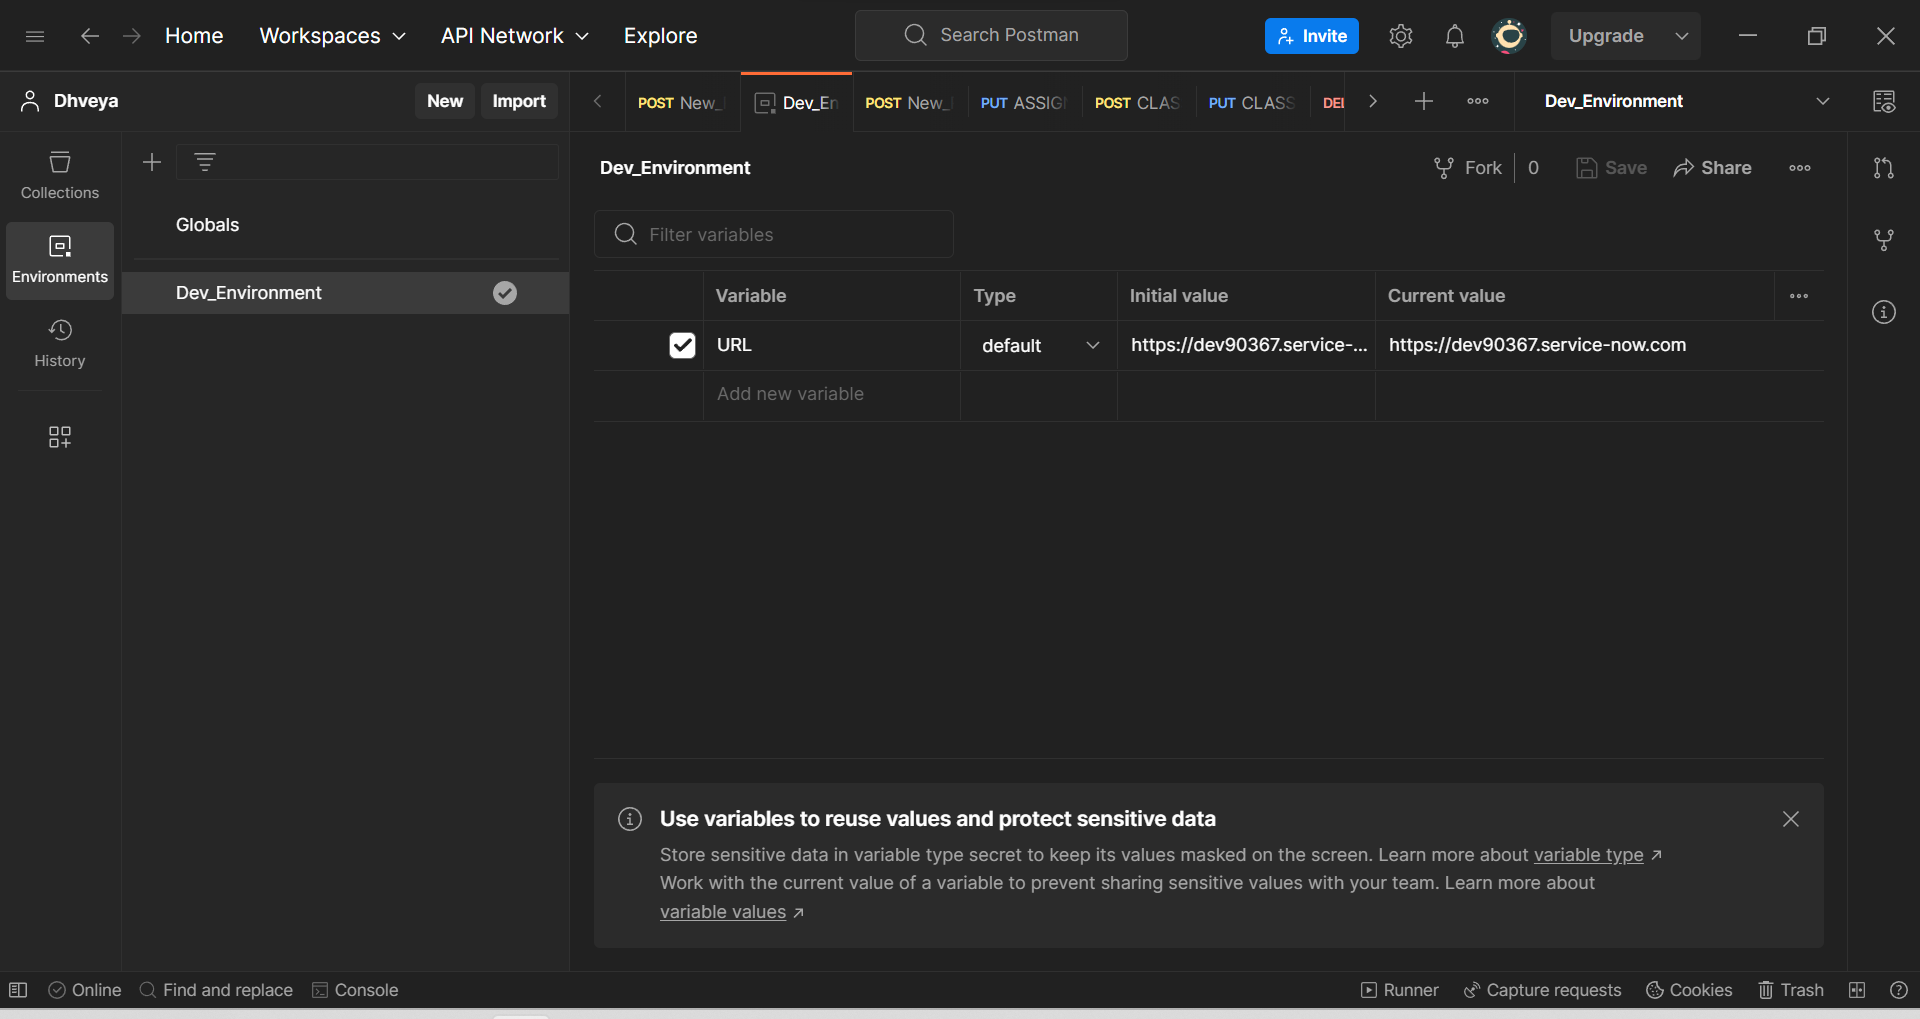 Home Workspaces API Network Explore Search Postman Invite Upgrade
Dhveya New Import POST New_ Dev_En POST New_ PUT ASSIG POST CLAS PUT CLASS DEL Dev_Environment
Collections
Environments
History
Globals
Dev_Environment
Dev_Environment Fork 0 Save Share
Filter variables
Variable Type Initial value Current value
URL default https://dev90367.service-... https://dev90367.service-now.com
Add new variable
Use variables to reuse values and protect sensitive data
Store sensitive data in variable type secret to keep its values masked on the screen. Learn more about variable type ↗
Work with the current value of a variable to prevent sharing sensitive values with your team. Learn more about
variable values ↗
Online Find and replace Console Runner Capture requests Cookies Trash